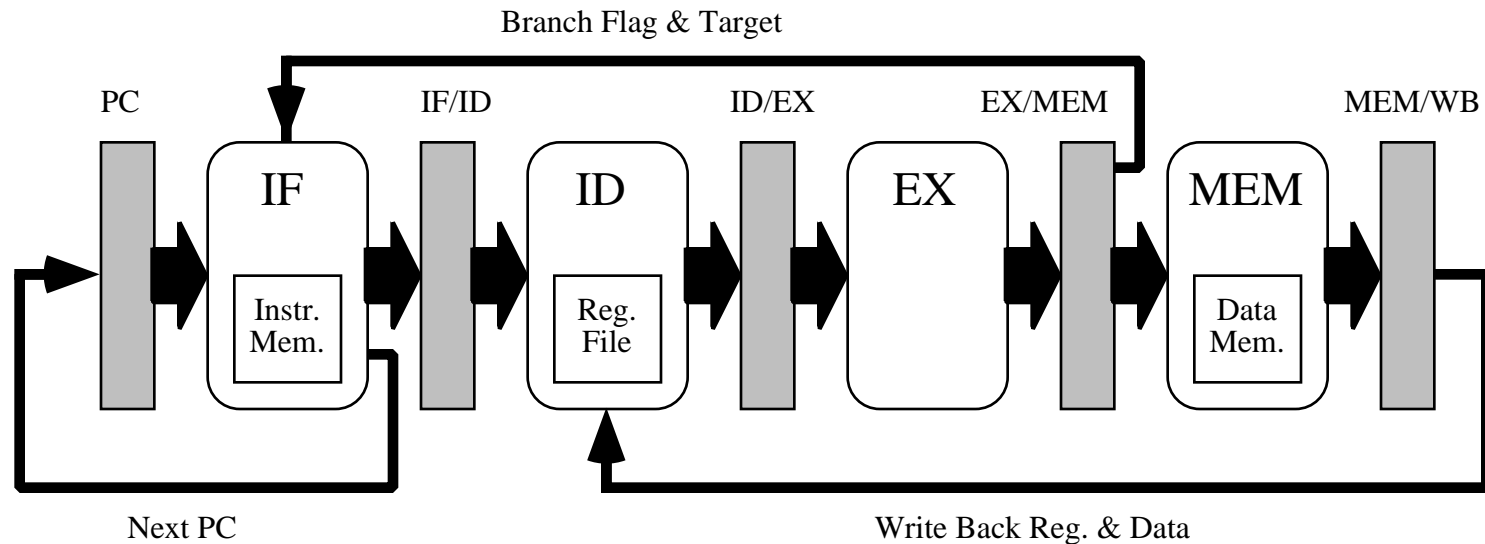 Branch Flag & Target
PC
IF/ID
ID/EX
EX/MEM
MEM/WB
IF
ID
EX
MEM
Instr.
Mem.
Reg.
File
Data
Mem.
Next PC
Write Back Reg. & Data